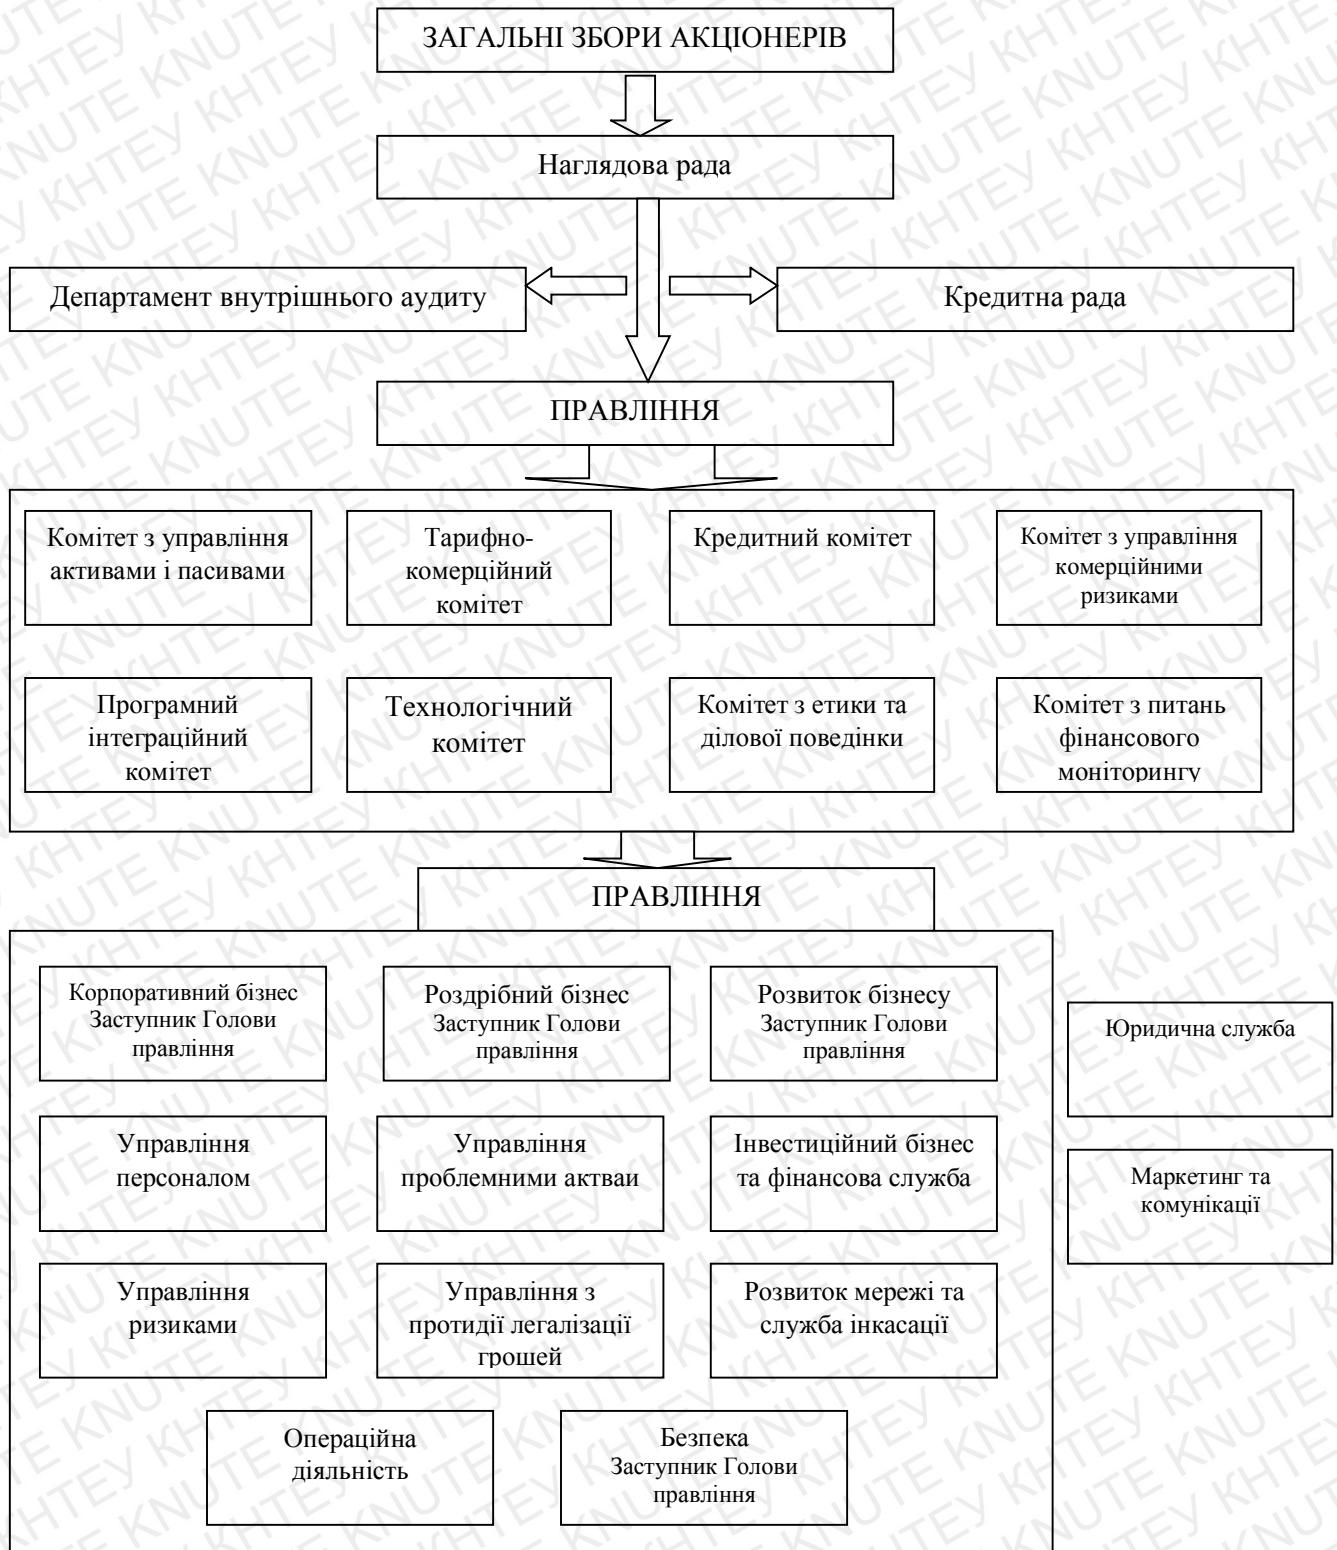 ЗАГАЛЬНІ ЗБОРИ АКЦІОНЕРІВ
Наглядова рада
Департамент внутрішнього аудиту
Кредитна рада
ПРАВЛІННЯ
Комітет з управління
активами і пасивами
Тарифно-
комерційний
комітет
Кредитний комітет
Комітет з управління
комерційними
ризиками
Програмний
інтеграційний
комітет
Технологічний
комітет
Комітет з етики та
ділової поведінки
Комітет з питань
фінансового
моніторингу
ПРАВЛІННЯ
Корпоративний бізнес
Заступник Голови
правління
Роздрібний бізнес
Заступник Голови
правління
Розвиток бізнесу
Заступник Голови
правління
Юридична служба
Управління
персоналом
Управління
проблемними актваи
Інвестиційний бізнес
та фінансова служба
Маркетинг та
комунікації
Управління
ризиками
Управління з
протидії легалізації
грошей
Розвиток мережі та
служба інкасації
Операційна
діяльність
Безпека
Заступник Голови
правління